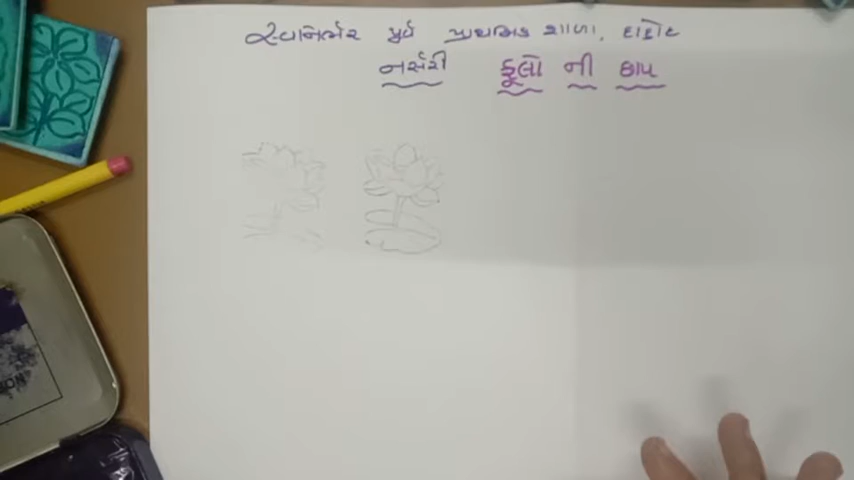 સ્વનિર્ભર પૂર્વ પ્રાથમિક શાળા, દાહોદ
નર્સરી ફૂલો ની છાપ